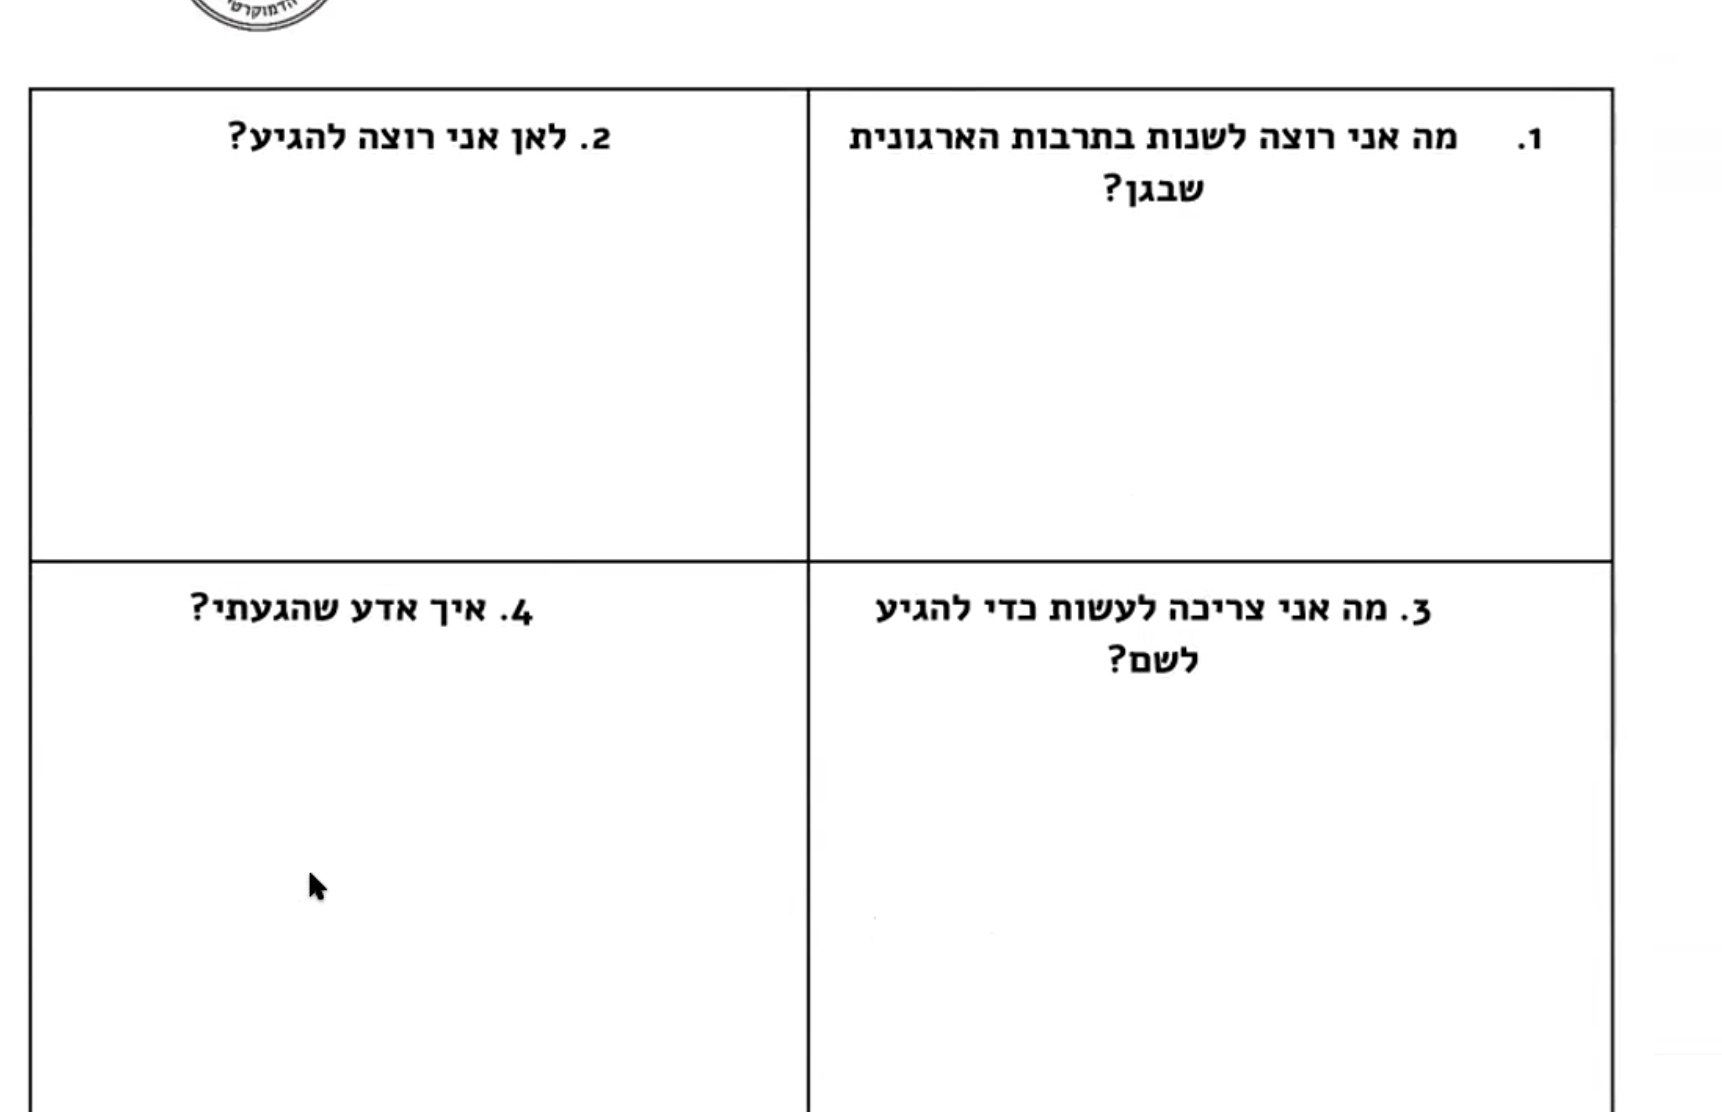 הדמוקרטי
1. מה אני רוצה לשנות בתרבות הארגונית
שבגן?
2. לאן אני רוצה להגיע?
3. מה אני צריכה לעשות כדי להגיע
לשם?
4. איך אדע שהגעתי?